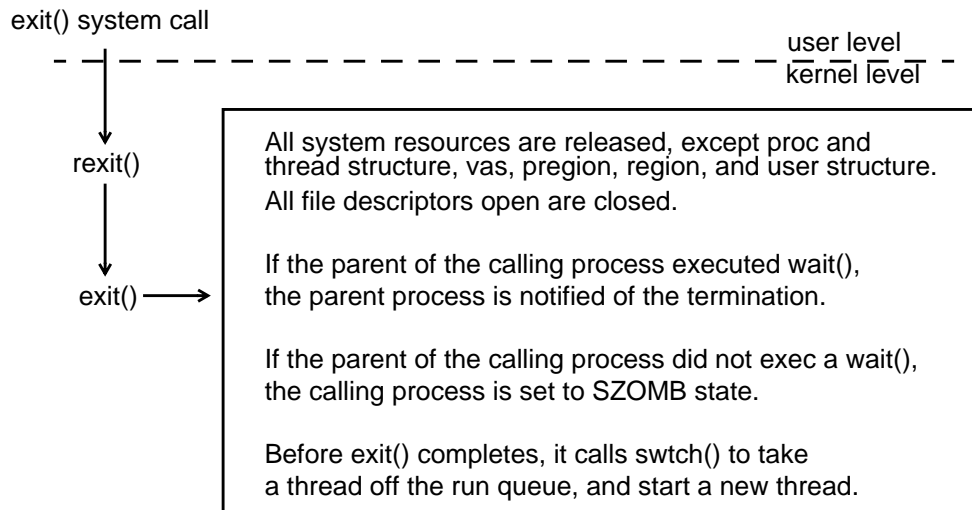 exit() system call
user level
kernel level
rexit()
exit()
All system resources are released, except proc and
thread structure, vas, pregion, region, and user structure.
All file descriptors open are closed.
If the parent of the calling process executed wait(),
the parent process is notified of the termination.
If the parent of the calling process did not exec a wait(),
the calling process is set to SZOMB state.
Before exit() completes, it calls swtch() to take
a thread off the run queue, and start a new thread.